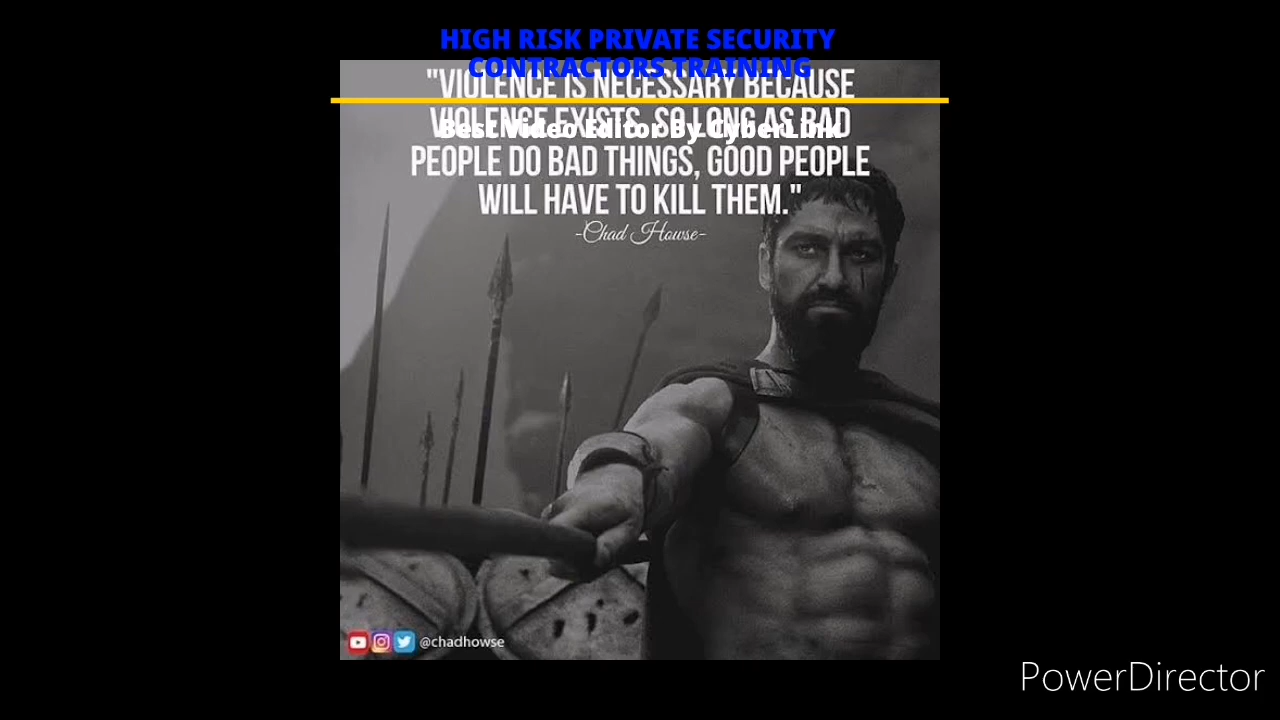 HIGH RISK PRIVATE SECURITY
CONTRACTORS TRAINING
"VIOLENCE IS NECESSARY BECAUSE
VIOLENCE EXISTS. SO LONG AS BAD
Best Video Editor By CyberLink
PEOPLE DO BAD THINGS, GOOD PEOPLE
WILL HAVE TO KILL THEM."
-Chad Howse-
@chadhowse
PowerDirector